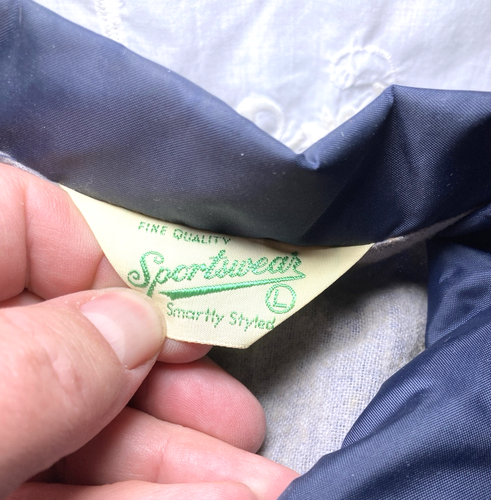 FINE QUALITY
Sportswear
L
Smartly Styled